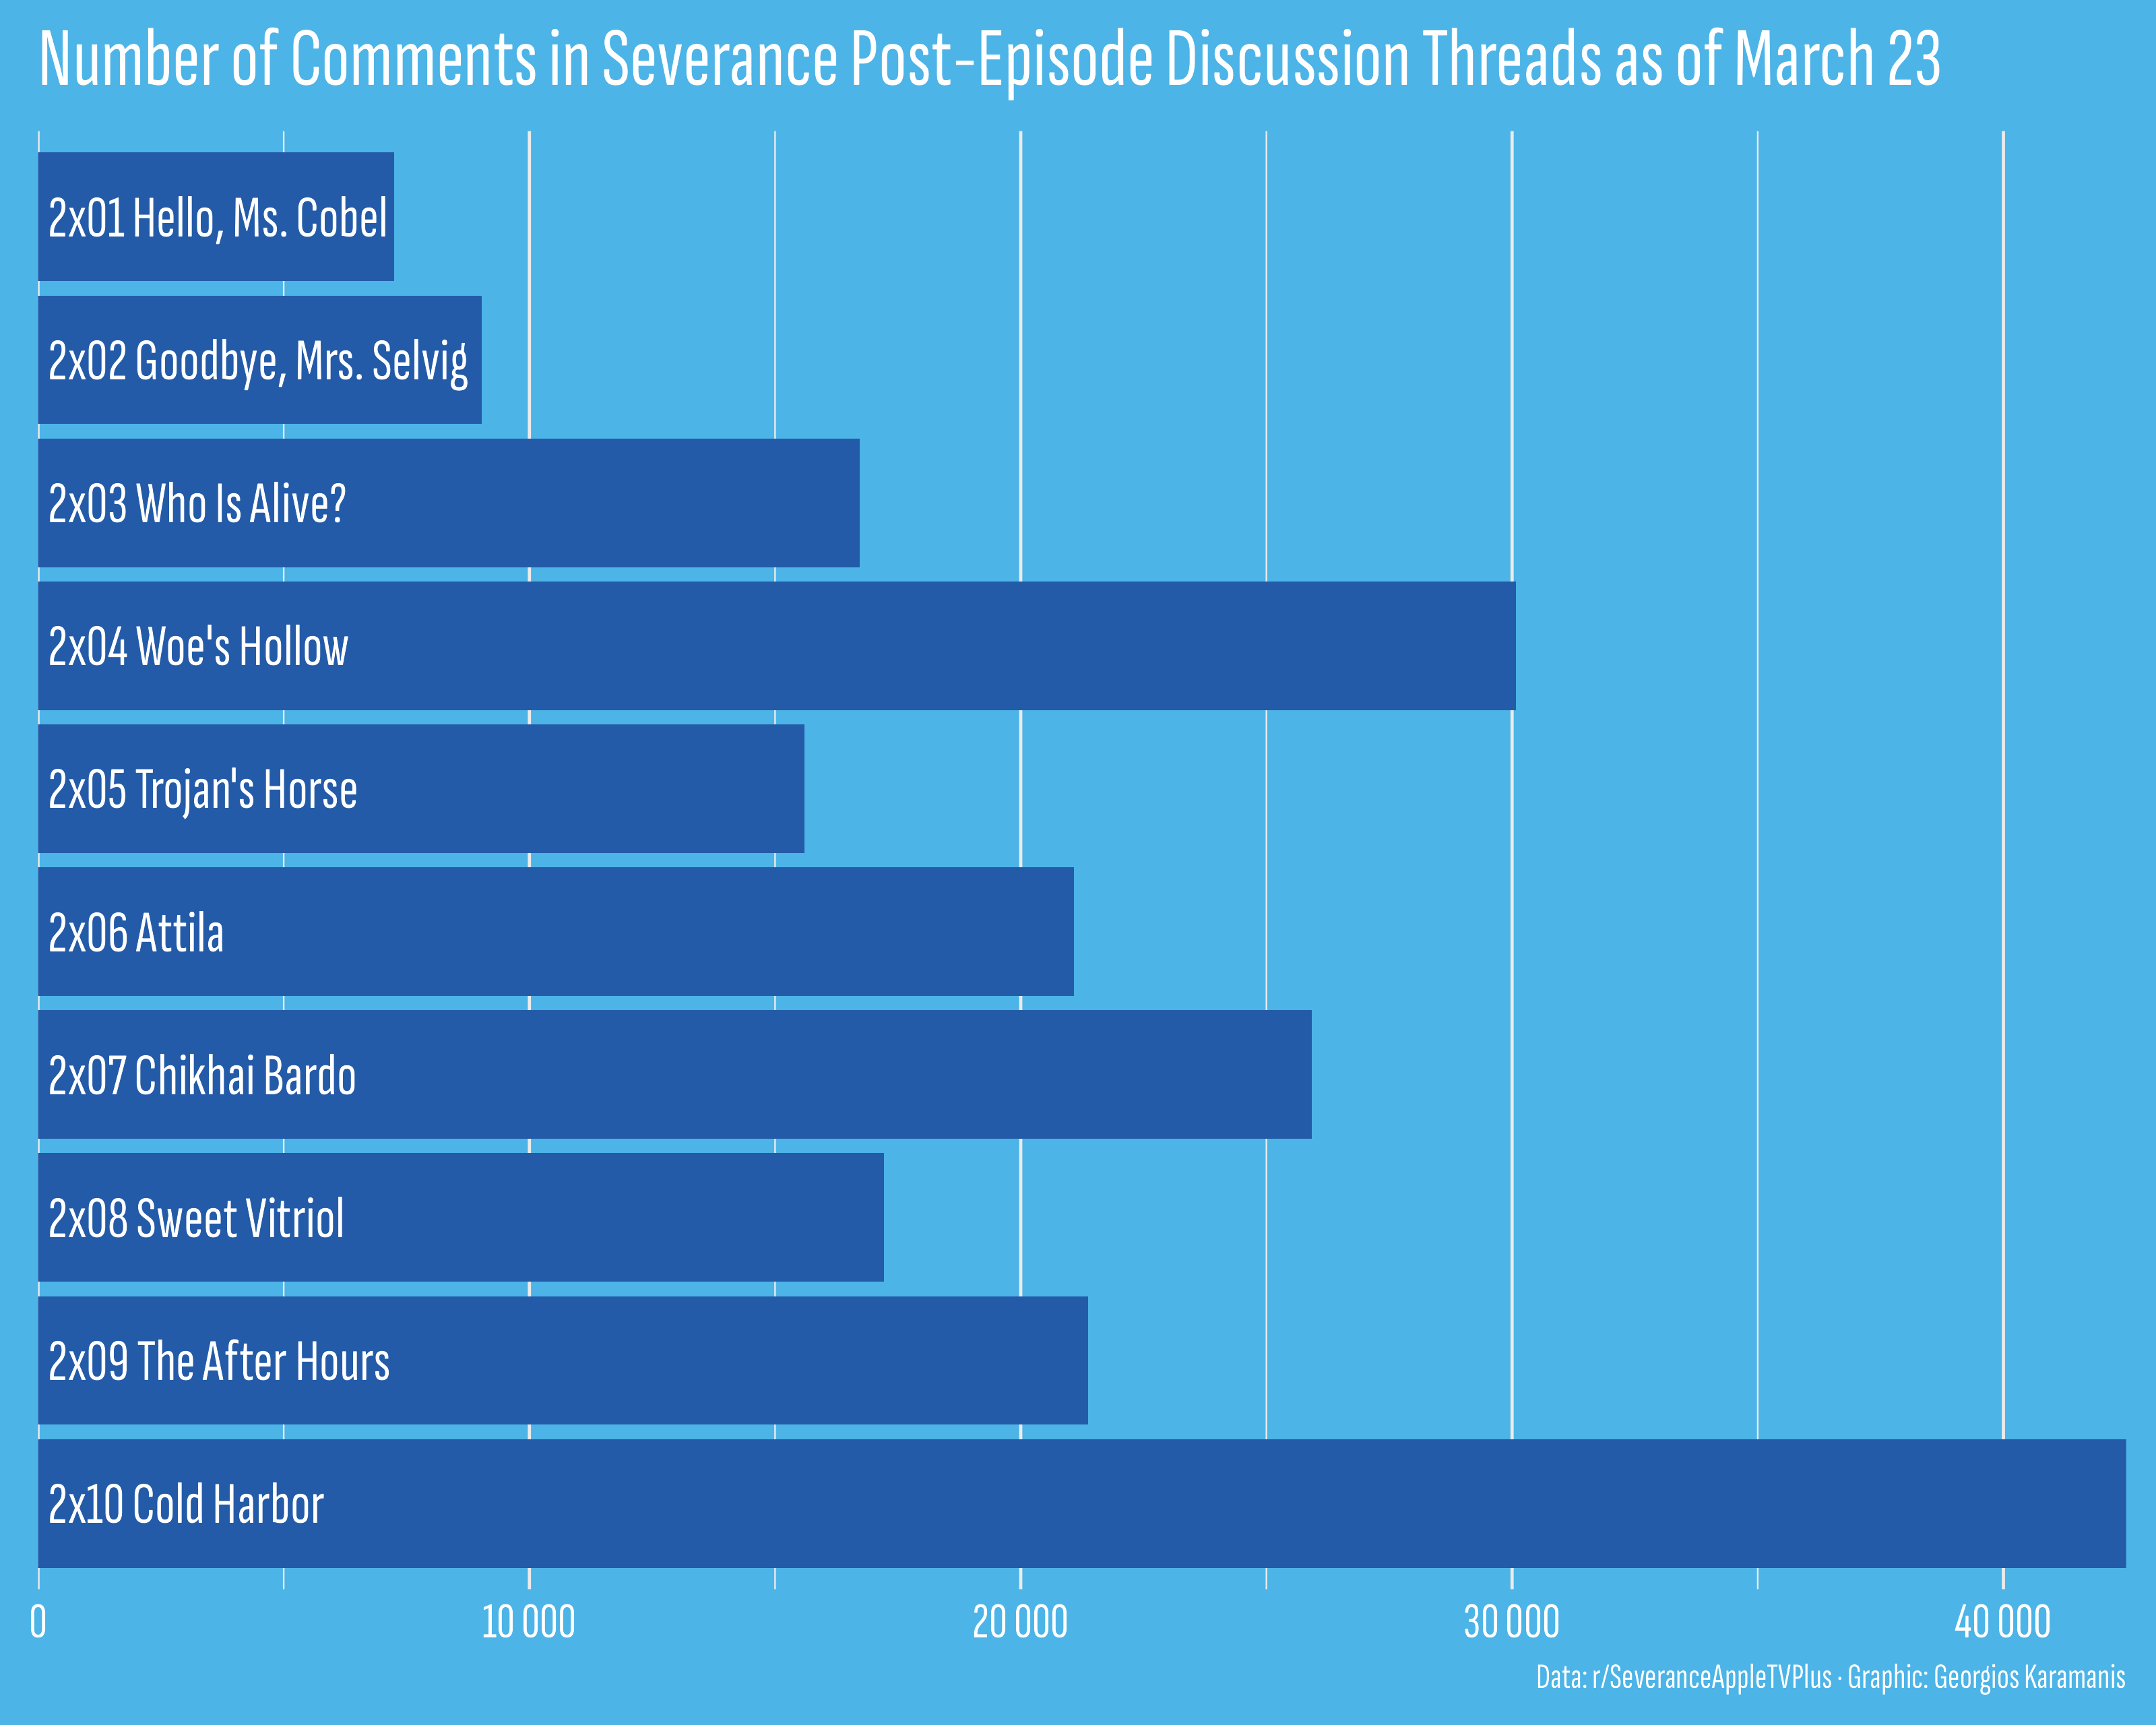 Number of Comments in Severance Post-Episode Discussion Threads as of March 23
2x01 Hello, Ms. Cobel
2x02 Goodbye, Mrs. Selvig
2x03 Who Is Alive?
2x04 Woe's Hollow
2x05 Trojan's Horse
2x06 Attila
2x07 Chikhai Bardo
2x08 Sweet Vitriol
2x09 The After Hours
2x10 Cold Harbor
0 10 000 20 000 30 000 40 000
Data: r/SeveranceAppleTVPlus · Graphic: Georgios Karamanis